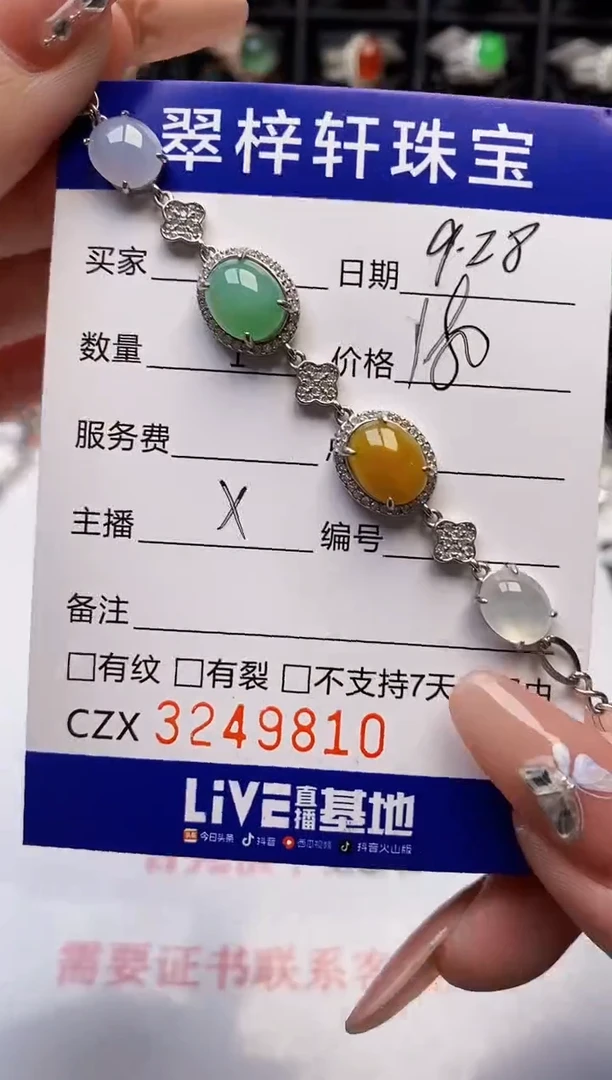 翠梓轩珠宝
买家 日期 9.28
数量 1 价格 180
服务费
主播 X 编号
备注
□有纹 □有裂 □不支持7天 由
CZX 3249810
LiVE直播基地
今日头条 抖音 西瓜视频 抖音火山版
需要证书联系客